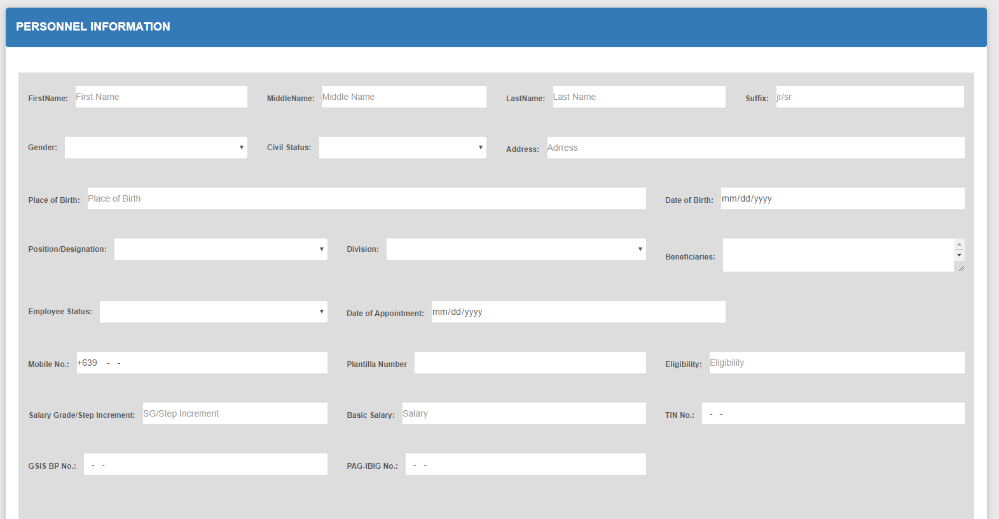 PERSONNEL INFORMATION
FirstName: First Name MiddleName: Middle Name LastName: Last Name Suffix: jr/sr
Gender: Civil Status: Address: Adrress
Place of Birth: Place of Birth Date of Birth: mm/dd/yyyy
Position/Designation: Division: Beneficiaries:
Employee Status: Date of Appointment: mm/dd/yyyy
Mobile No.: +639 - - Plantilla Number Eligibility: Eligibility
Salary Grade/Step Increment: SG/Step Increment Basic Salary: Salary TIN No.: - -
GSIS BP No.: - - PAG-IBIG No.: - -